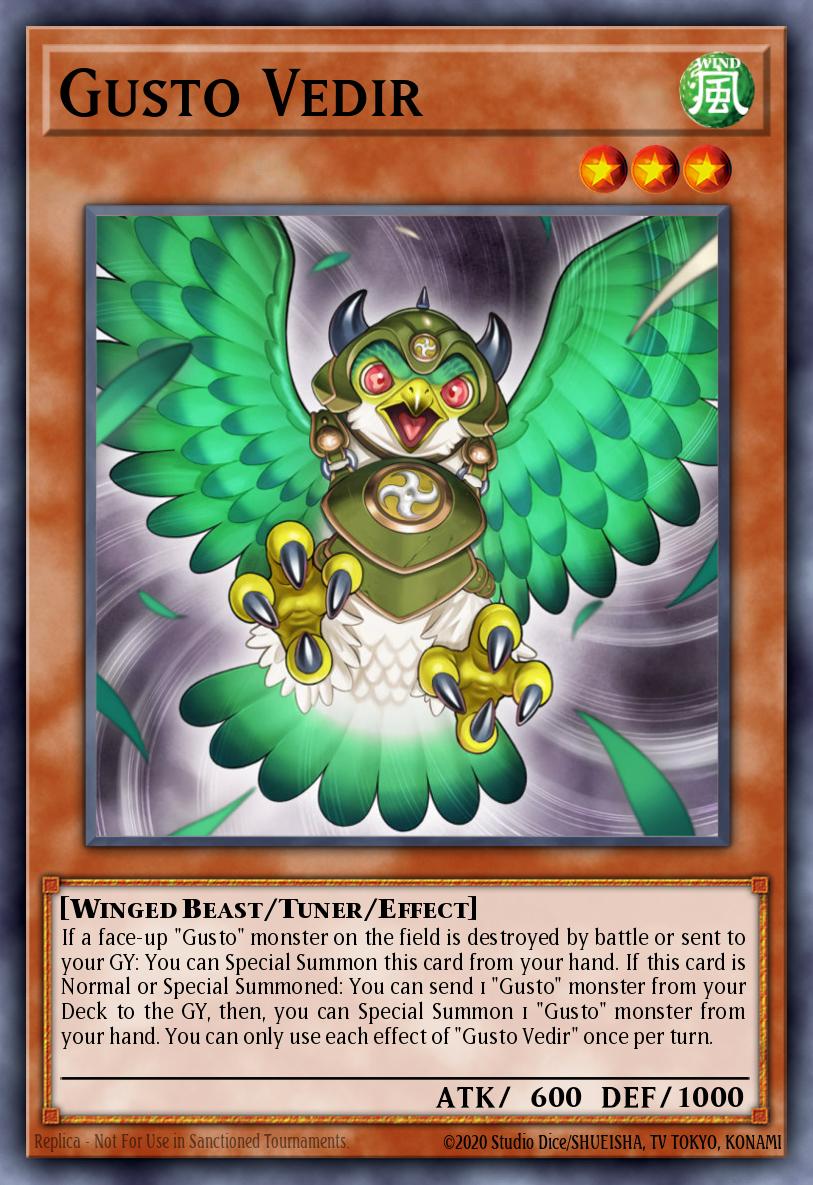 Gusto Vedir
WIND
風
[Winged Beast/Tuner/Effect]
If a face-up "Gusto" monster on the field is destroyed by battle or sent to
your GY: You can Special Summon this card from your hand. If this card is
Normal or Special Summoned: You can send 1 "Gusto" monster from your
Deck to the GY, then, you can Special Summon 1 "Gusto" monster from
your hand. You can only use each effect of "Gusto Vedir" once per turn.
ATK/ 600 DEF/1000
Replica - Not For Use in Sanctioned Tournaments.
©2020 Studio Dice/SHUEISHA, TV TOKYO, KONAMI